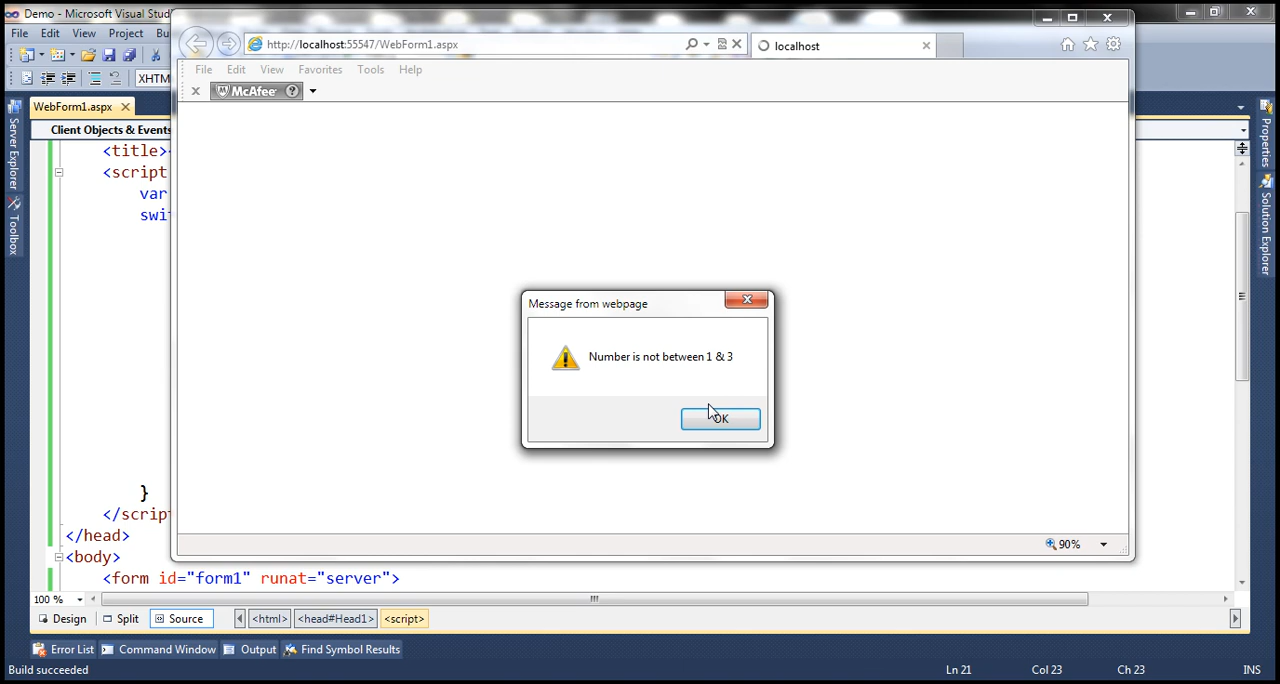 Demo - Microsoft Visual Stud
File Edit View Project Bu
XHTM
WebForm1.aspx
Client Objects & Events
<title>
<script
var
swit
}
</script
</head>
<body>
<form id="form1" runat="server">
100 %
Design Split Source <html> <head#Head1> <script>
Error List Command Window Output Find Symbol Results
Build succeeded Ln 21 Col 23 Ch 23 INS
Server Explorer
Toolbox
Properties
Solution Explorer
http://localhost:55547/WebForm1.aspx
localhost
File Edit View Favorites Tools Help
x McAfee ?
Message from webpage
Number is not between 1 & 3
OK
90%